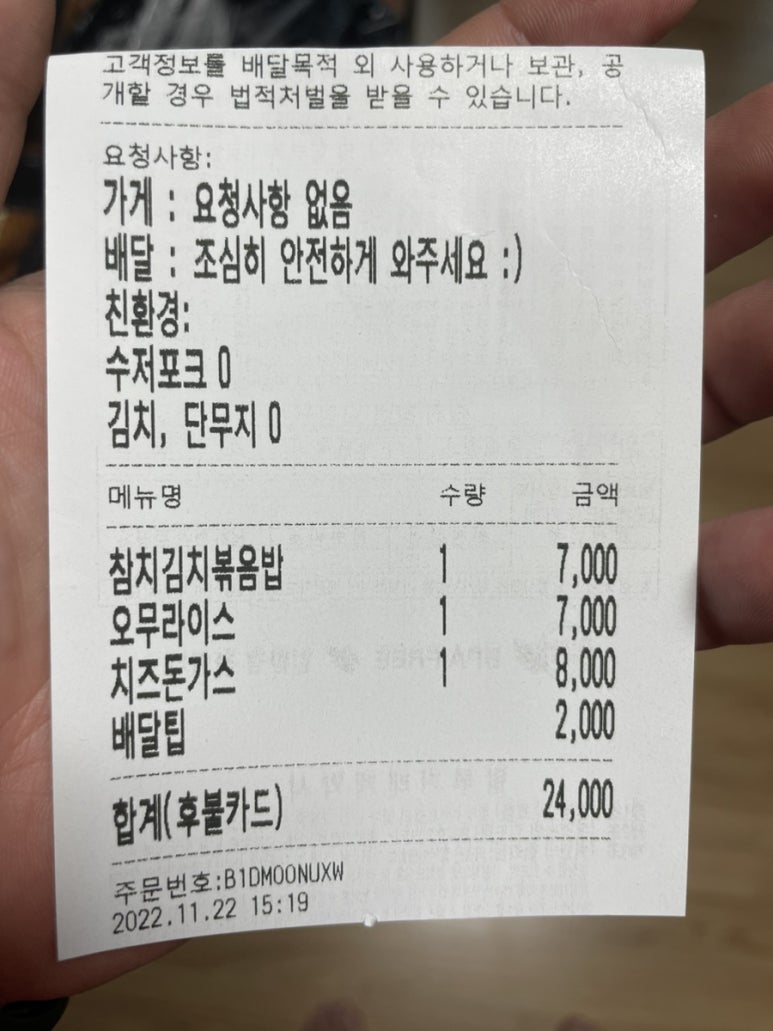 고객정보를 배달목적 외 사용하거나 보관, 공
개할 경우 법적처벌을 받을 수 있습니다.
요청사항:
가게 : 요청사항 없음
배달 : 조심히 안전하게 와주세요 :)
친환경:
수저포크 0
김치, 단무지 0
메뉴명 수량 금액
참치김치볶음밥 1 7,000
오무라이스 1 7,000
치즈돈가스 1 8,000
배달팁 2,000
합계(후불카드) 24,000
주문번호:B1DM00NUXW
2022.11.22 15:19